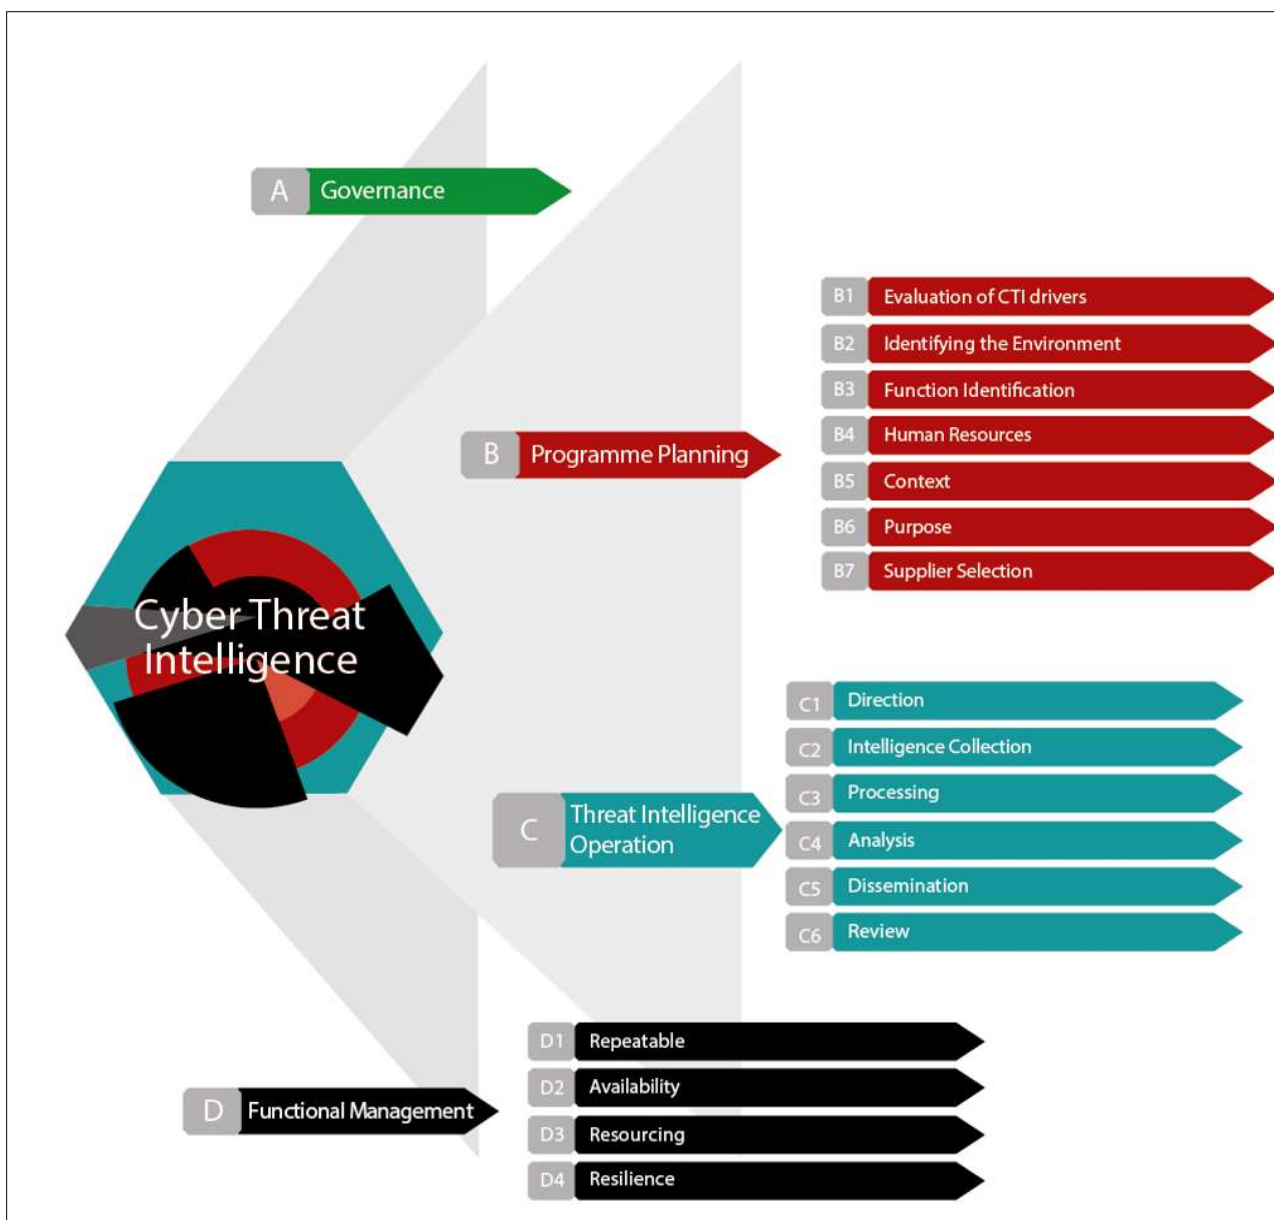 A Governance
Cyber Threat
Intelligence
B Programme Planning
B1 Evaluation of CTI drivers
B2 Identifying the Environment
B3 Function Identification
B4 Human Resources
B5 Context
B6 Purpose
B7 Supplier Selection
C Threat Intelligence
Operation
C1 Direction
C2 Intelligence Collection
C3 Processing
C4 Analysis
C5 Dissemination
C6 Review
D Functional Management
D1 Repeatable
D2 Availability
D3 Resourcing
D4 Resilience